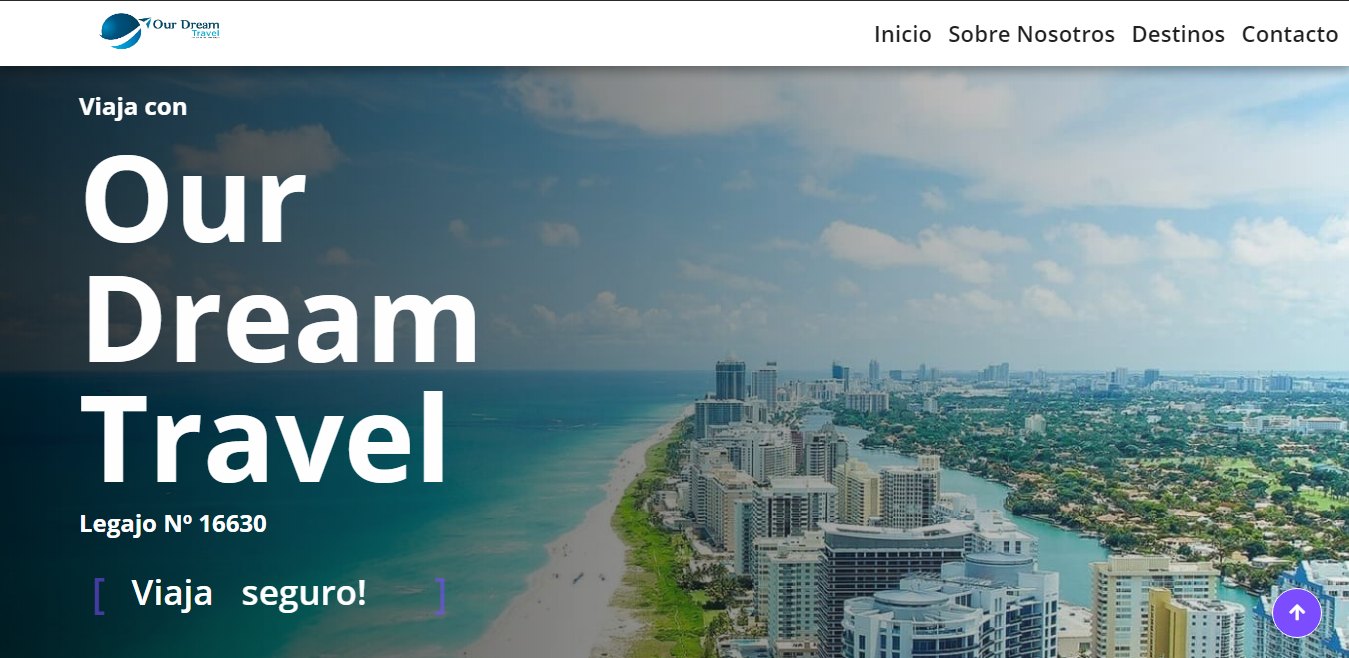 Our Dream
Travel
Inicio Sobre Nosotros Destinos Contacto
Viaja con
Our
Dream
Travel
Legajo Nº 16630
[ Viaja seguro! ]